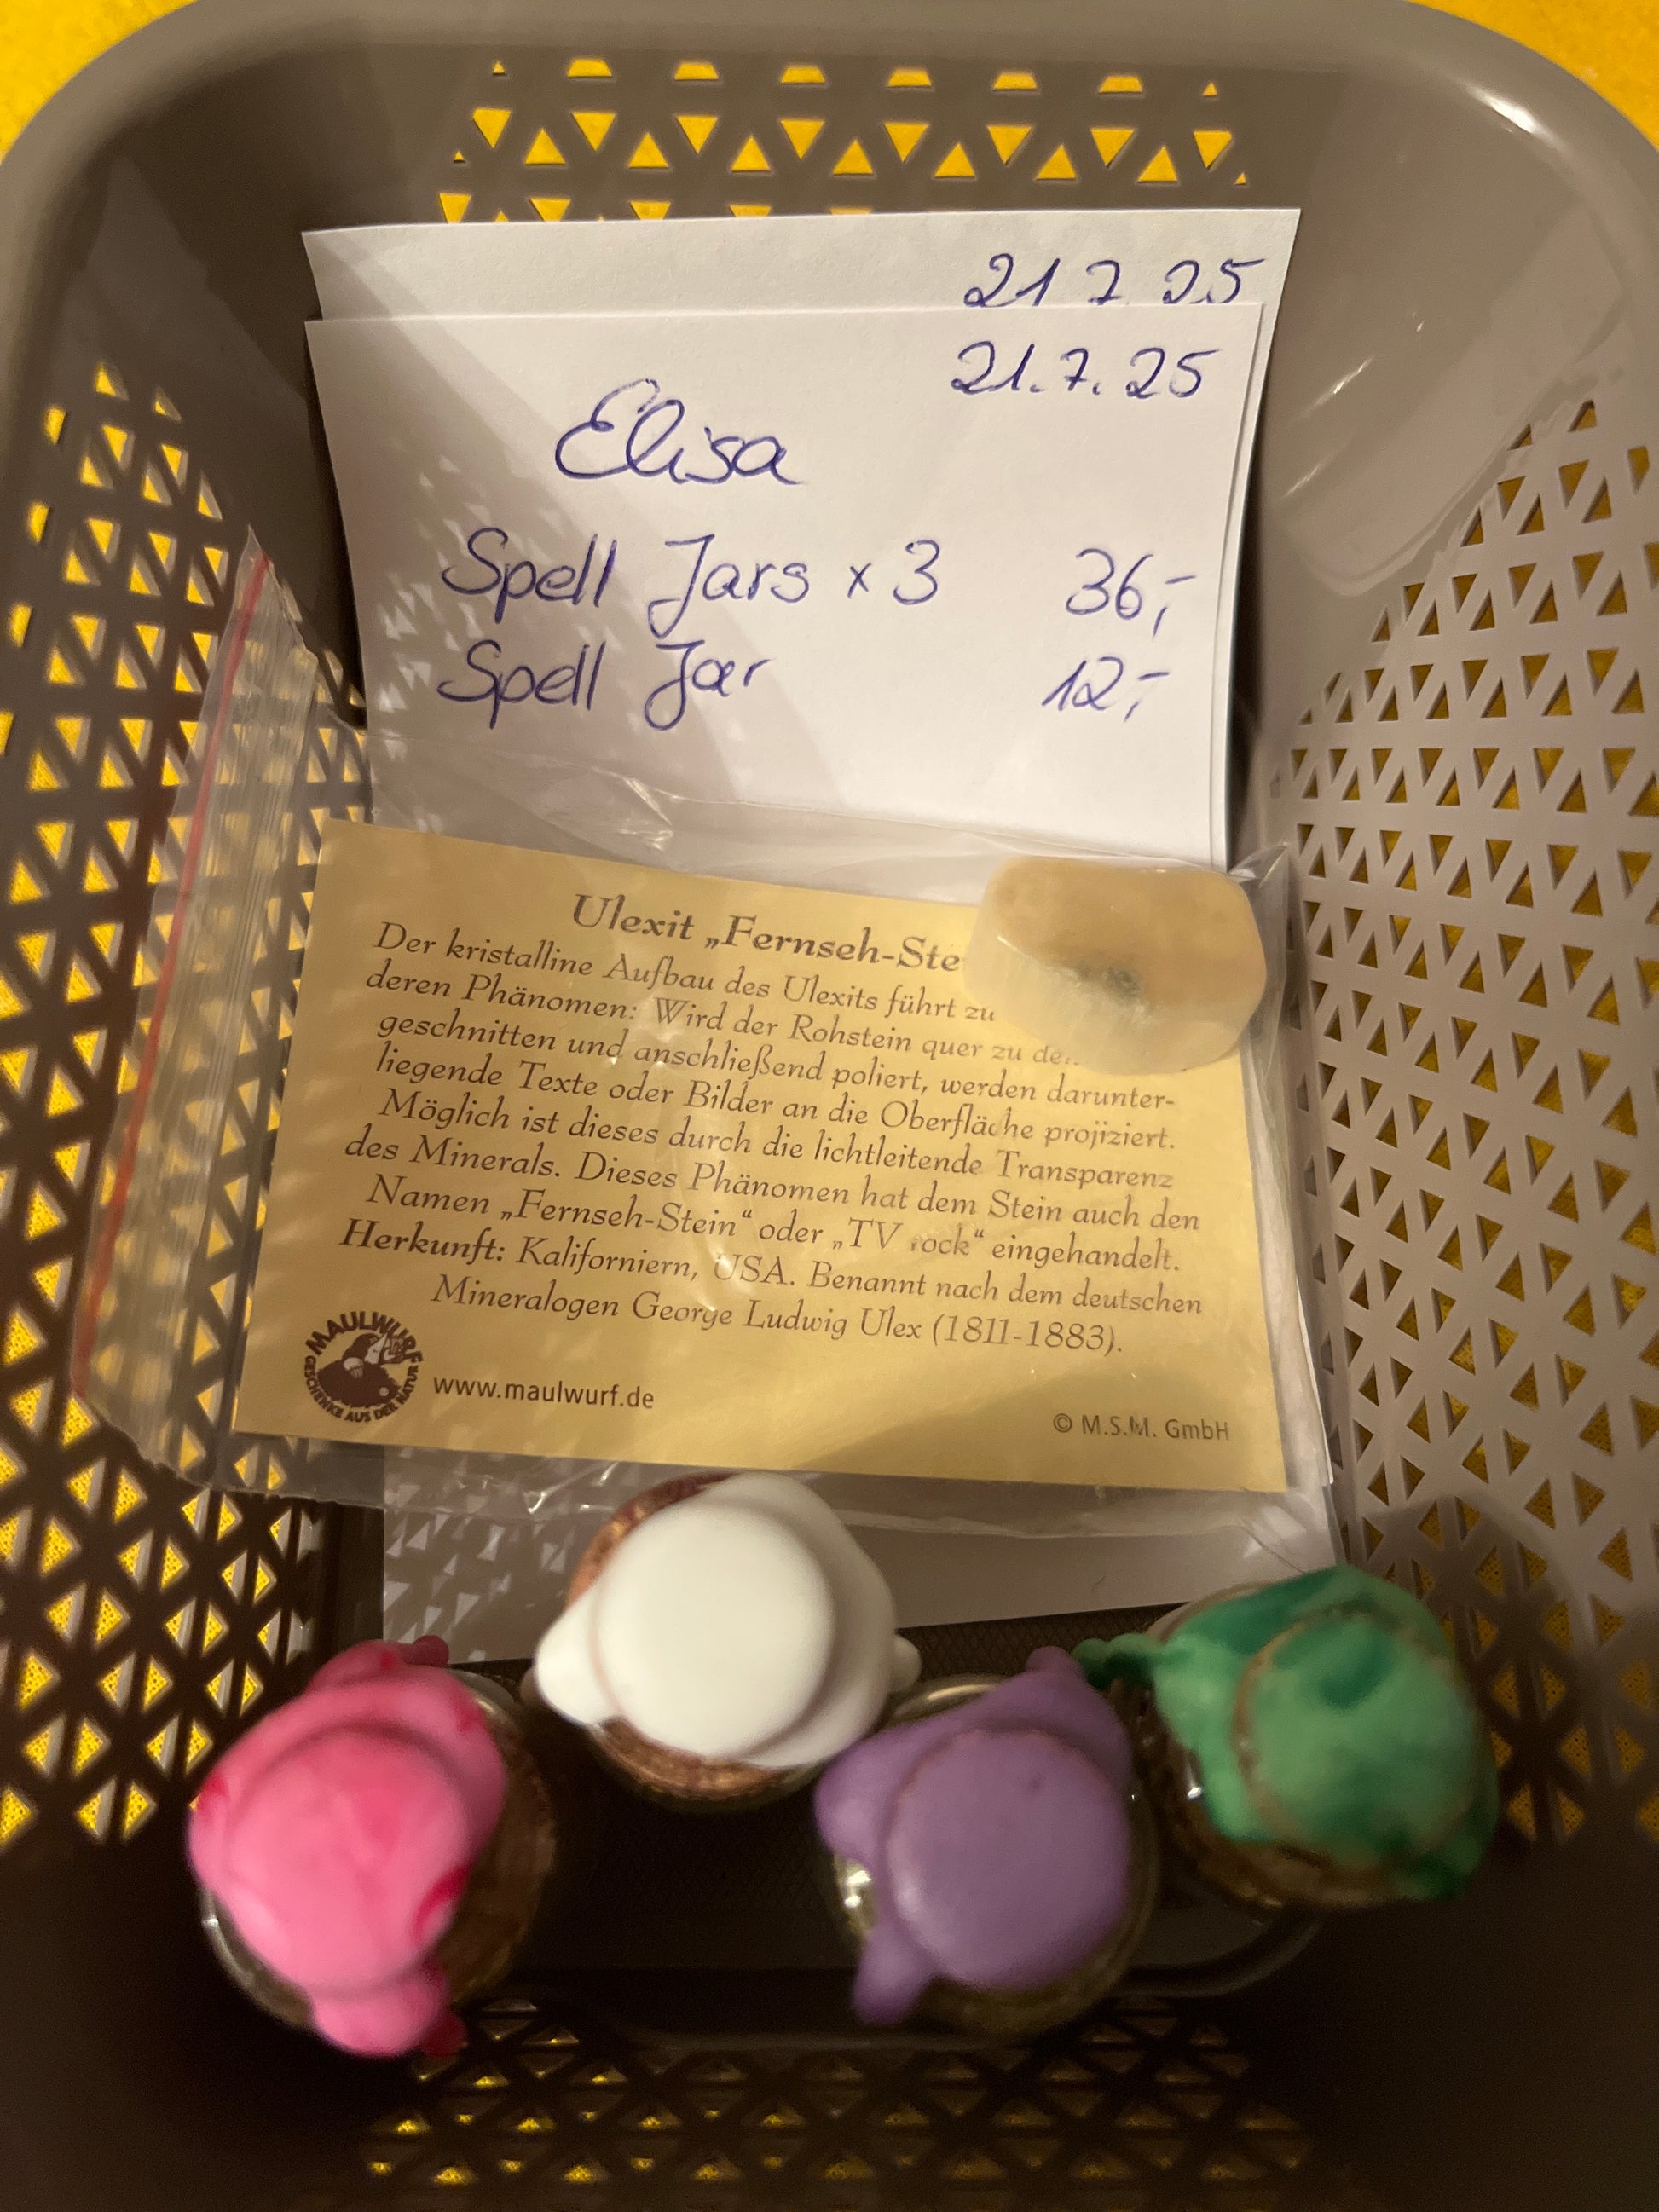 21 7 25
21.7.25
Elisa
Spell Jars x 3 36,-
Spell Jar 12,-
Ulexit „Fernseh-Ste
Der kristalline Aufbau des Ulexits führt zu
deren Phänomen: Wird der Rohstein quer zu de
geschnitten und anschließend poliert, werden darunter-
liegende Texte oder Bilder an die Oberfläche projiziert.
Möglich ist dieses durch die lichtleitende Transparenz
des Minerals. Dieses Phänomen hat dem Stein auch den
Namen „Fernseh-Stein“ oder „TV rock“ eingehandelt.
Herkunft: Kaliforniern, USA. Benannt nach dem deutschen
Mineralogen George Ludwig Ulex (1811-1883).
MAULWURF
GESCHENKE AUS DER NATUR
www.maulwurf.de
© M.S.M. GmbH